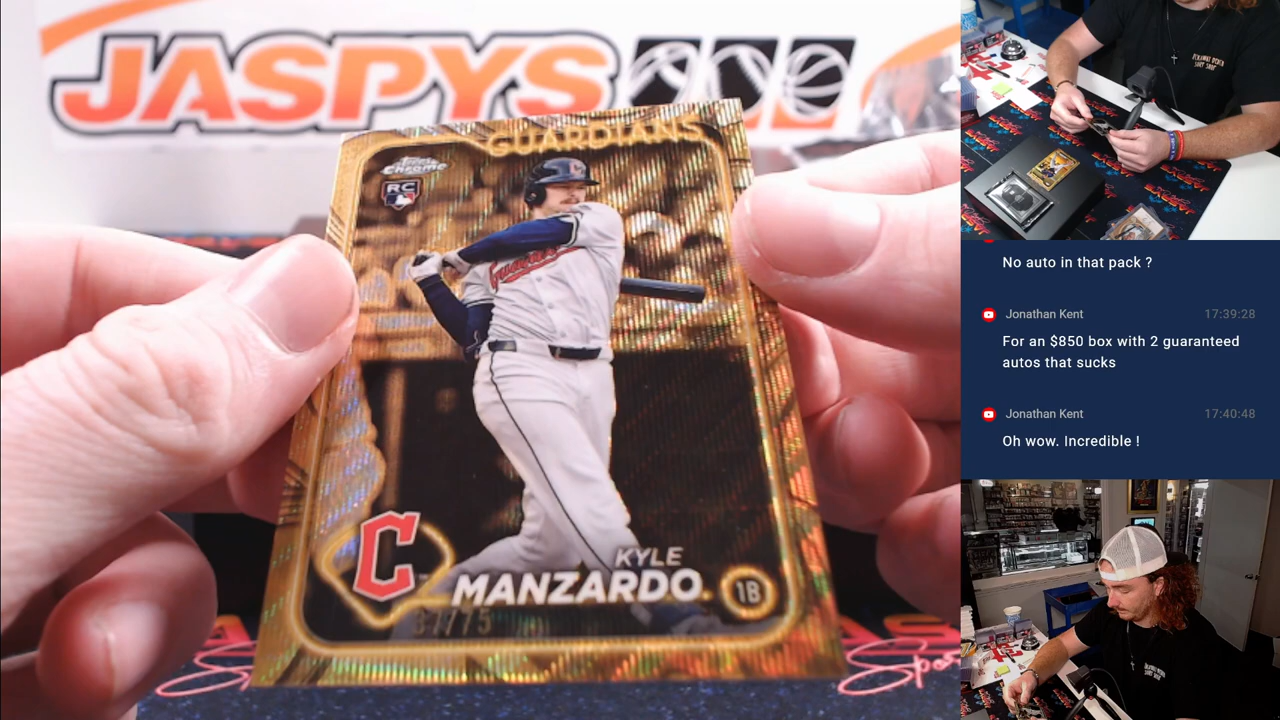 JASPYS
GUARDIANS
Topps
Chrome
RC
Guardians
C
KYLE
MANZARDO
1B
No auto in that pack ?
Jonathan Kent 17:39:28
For an $850 box with 2 guaranteed
autos that sucks
Jonathan Kent 17:40:48
Oh wow. Incredible !